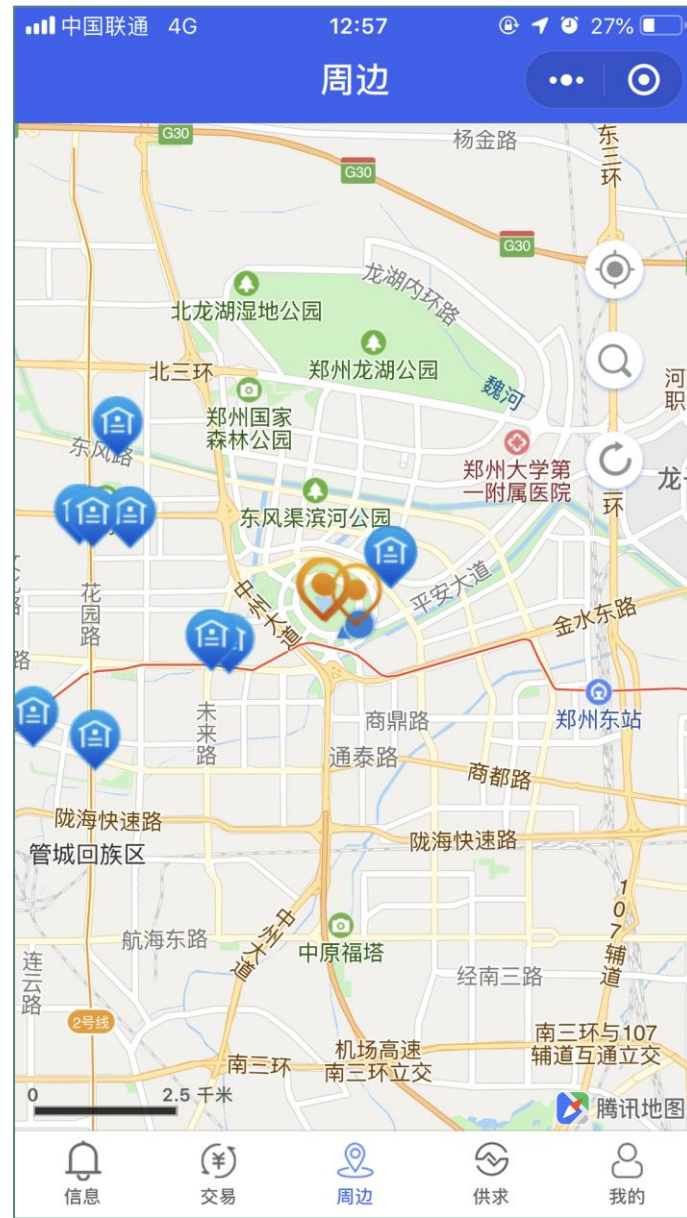 中国联通 4G 12:57 27%
周边
G30
杨金路
东三环
G30
G30
龙湖内环路
北龙湖湿地公园
郑州龙湖公园
北三环
魏河
郑州国家
森林公园
东风路
郑州大学第
一附属医院
东风渠滨河公园
环
花园路
中州大道
平安大道
金水东路
路
未来路
商鼎路
郑州东站
通泰路
商都路
陇海快速路
陇海快速路
管城回族区
107辅道
航海东路
中州大道
中原福塔
连云路
经南三路
2号线
南三环
机场高速
南三环立交
南三环与107
辅道互通立交
0 2.5 千米
腾讯地图
信息 交易 周边 供求 我的